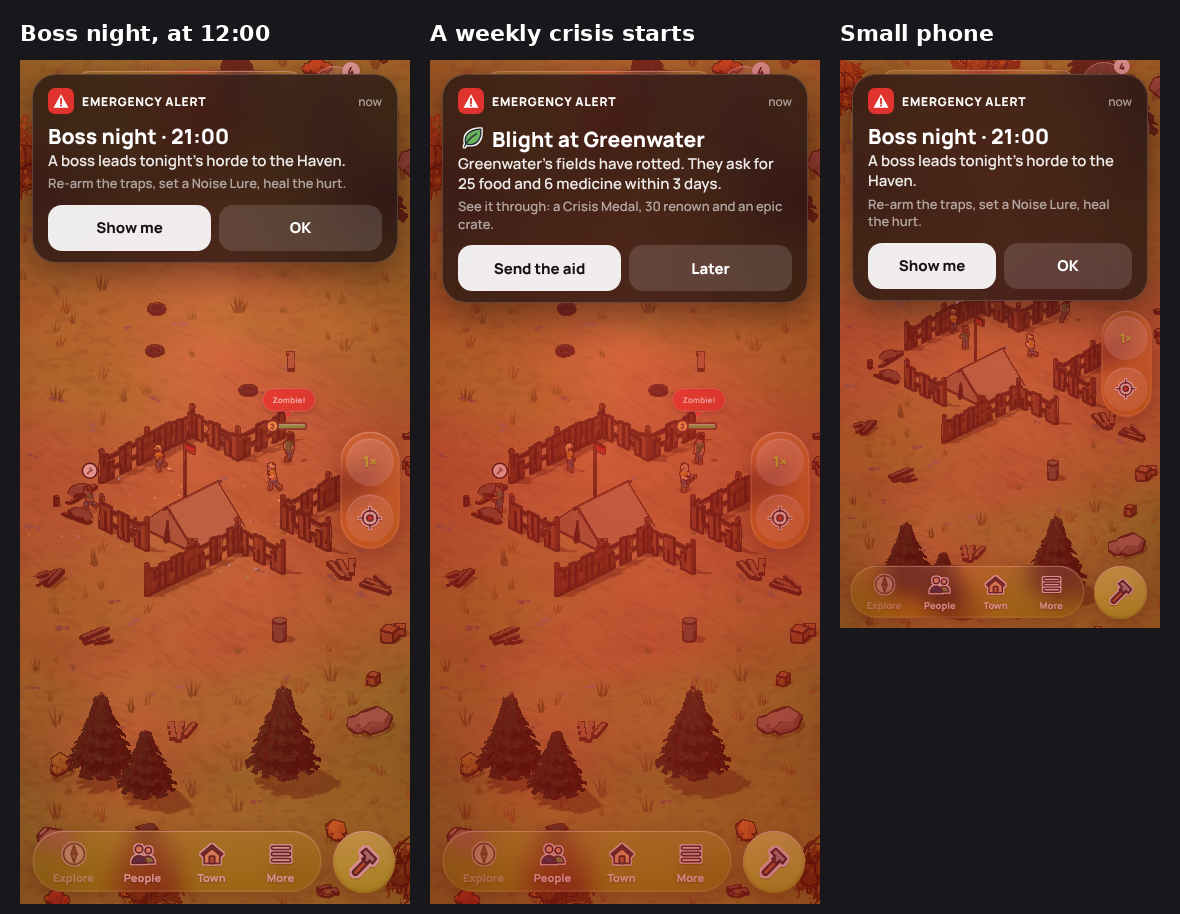 Boss night, at 12:00
4
EMERGENCY ALERT
now
Boss night · 21:00
A boss leads tonight's horde to the Haven.
Re-arm the traps, set a Noise Lure, heal the hurt.
Show me
OK
Zombie!
3
1×
Explore
People
Town
More
A weekly crisis starts
4
EMERGENCY ALERT
now
Blight at Greenwater
Greenwater's fields have rotted. They ask for
25 food and 6 medicine within 3 days.
See it through: a Crisis Medal, 30 renown and an epic
crate.
Send the aid
Later
Zombie!
3
1×
Explore
People
Town
More
Small phone
4
EMERGENCY ALERT
now
Boss night · 21:00
A boss leads tonight's horde to the
Haven.
Re-arm the traps, set a Noise Lure, heal
the hurt.
Show me
OK
1×
Explore
People
Town
More